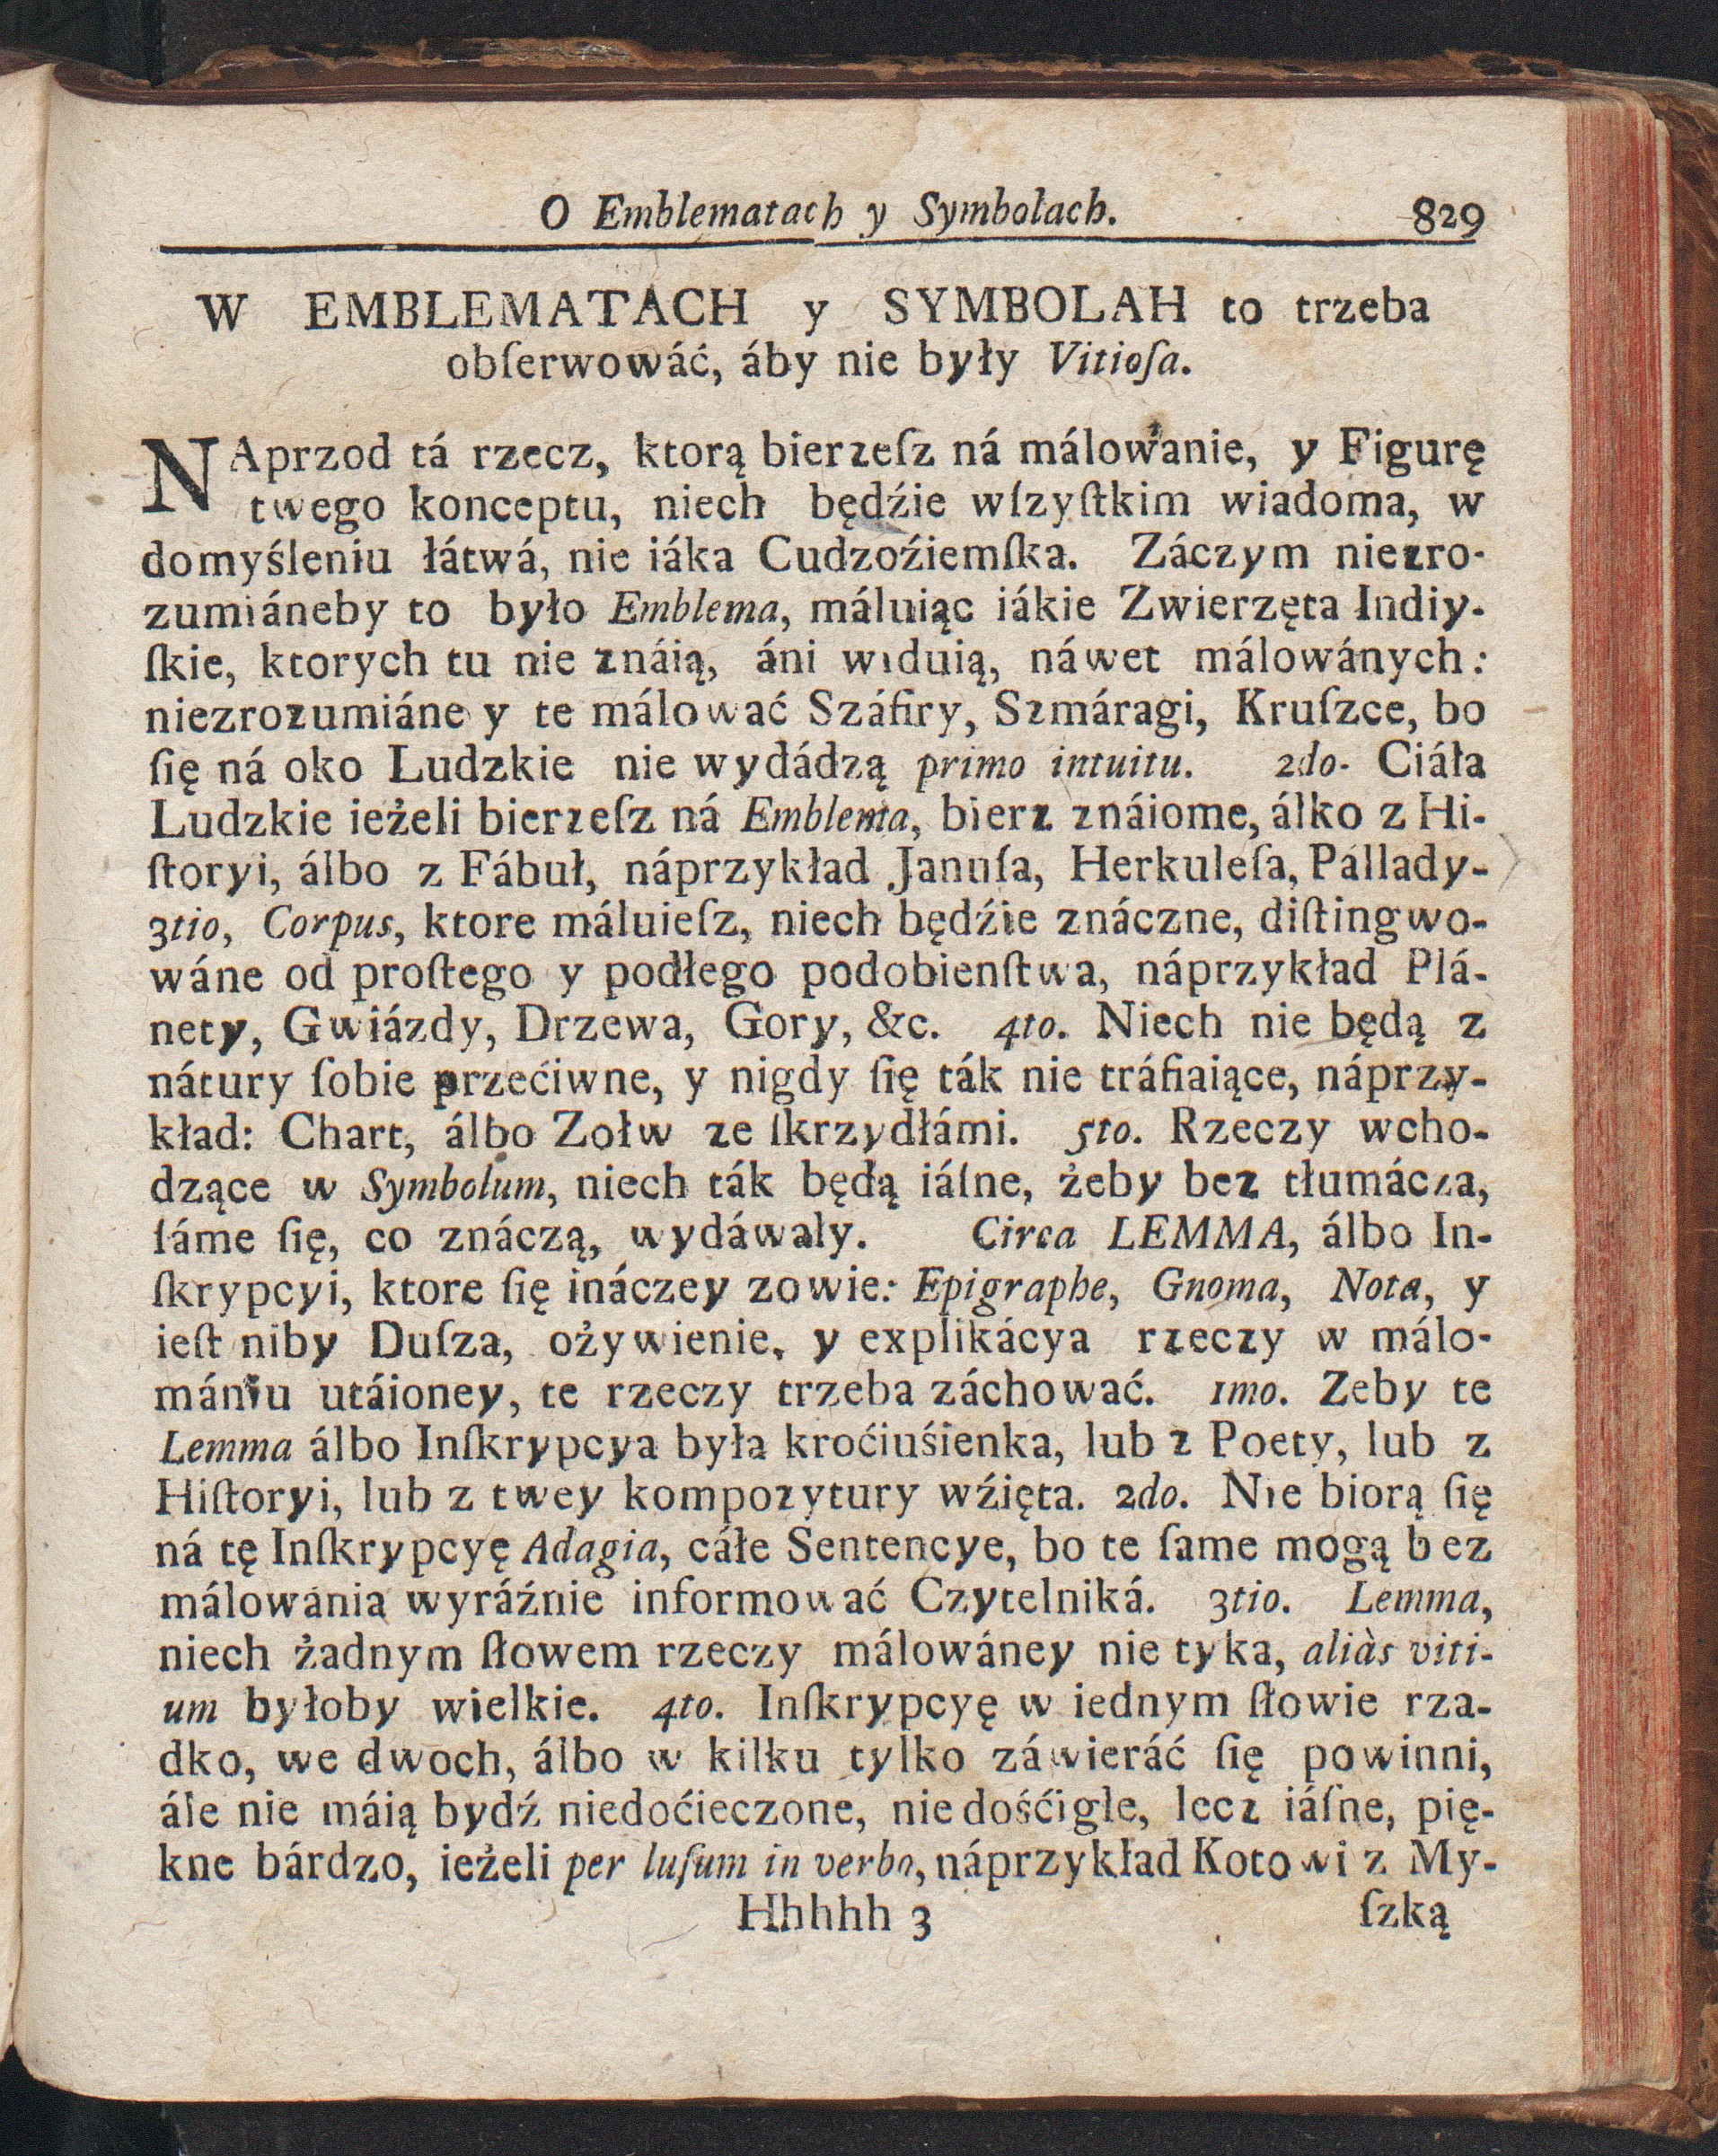 O Emblematach y Symbolach. 829
W EMBLEMATACH y SYMBOLAH to trzeba
obſerwowáć, áby nie były Vitioſa.
NAprzod tá rzecz, ktorą bierzeſz ná málowanie, y Figurę
twego konceptu, niech będźie wſzyſtkim wiadoma, w
domyśleniu łátwá, nie iáka Cudzoźiemſka. Záczym niezro-
zumiáneby to było Emblema, máluiąc iákie Zwierzęta Indiy-
ſkie, ktorych tu nie znáią, áni widuią, náwet málowánych:
niezrozumiáne y te málować Száfiry, Szmáragi, Kruſzce, bo
ſię ná oko Ludzkie nie wydádzą primo intuitu. 2do. Ciáła
Ludzkie ieżeli bierzeſz ná Emblema, bierz znáiome, álko z Hi-
ſtoryi, álbo z Fábuł, náprzykład Januſa, Herkuleſa, Pállady-
3tio, Corpus, ktore máluieſz, niech będźie znáczne, diſtingwo-
wáne od proſtego y podłego podobienſtwa, náprzykład Plá-
nety, Gwiázdy, Drzewa, Gory, &c. 4to. Niech nie będą z
nátury ſobie przećiwne, y nigdy ſię ták nie tráfiaiące, náprzy-
kład: Chart, álbo Zołw ze ſkrzydłámi. 5to. Rzeczy wcho-
dzące w Symbolum, niech ták będą iáſne, żeby bez tłumácza,
ſáme ſię, co znáczą, wydáwały. Circa LEMMA, álbo In-
ſkrypcyi, ktore ſię ináczey zowie: Epigraphe, Gnoma, Nota, y
ieſt niby Duſza, ożywienie, y explikácya rzeczy w málo-
mániu utáioney, te rzeczy trzeba záchować. 1mo. Zeby te
Lemma álbo Inſkrypcya była kroćiuśienka, lub z Poety, lub z
Hiſtoryi, lub z twey kompozytury wźięta. 2do. Nie biorą ſię
ná tę Inſkrypcyę Adagia, cáłe Sentencye, bo te ſame mogą bez
málowánia wyráźnie informować Czytelniká. 3tio. Lemma,
niech żadnym ſłowem rzeczy málowáney nie tyka, aliàs viti-
um byłoby wielkie. 4to. Inſkrypcyę w iednym ſłowie rza-
dko, we dwoch, álbo w kilku tylko záwieráć ſię powinni,
ále nie máią bydź niedoćieczone, niedośćigłe, lecz iáſne, pię-
kne bárdzo, ieżeli per luſum in verbo, náprzykład Kotowi z My-
Hhhhh 3 ſzką